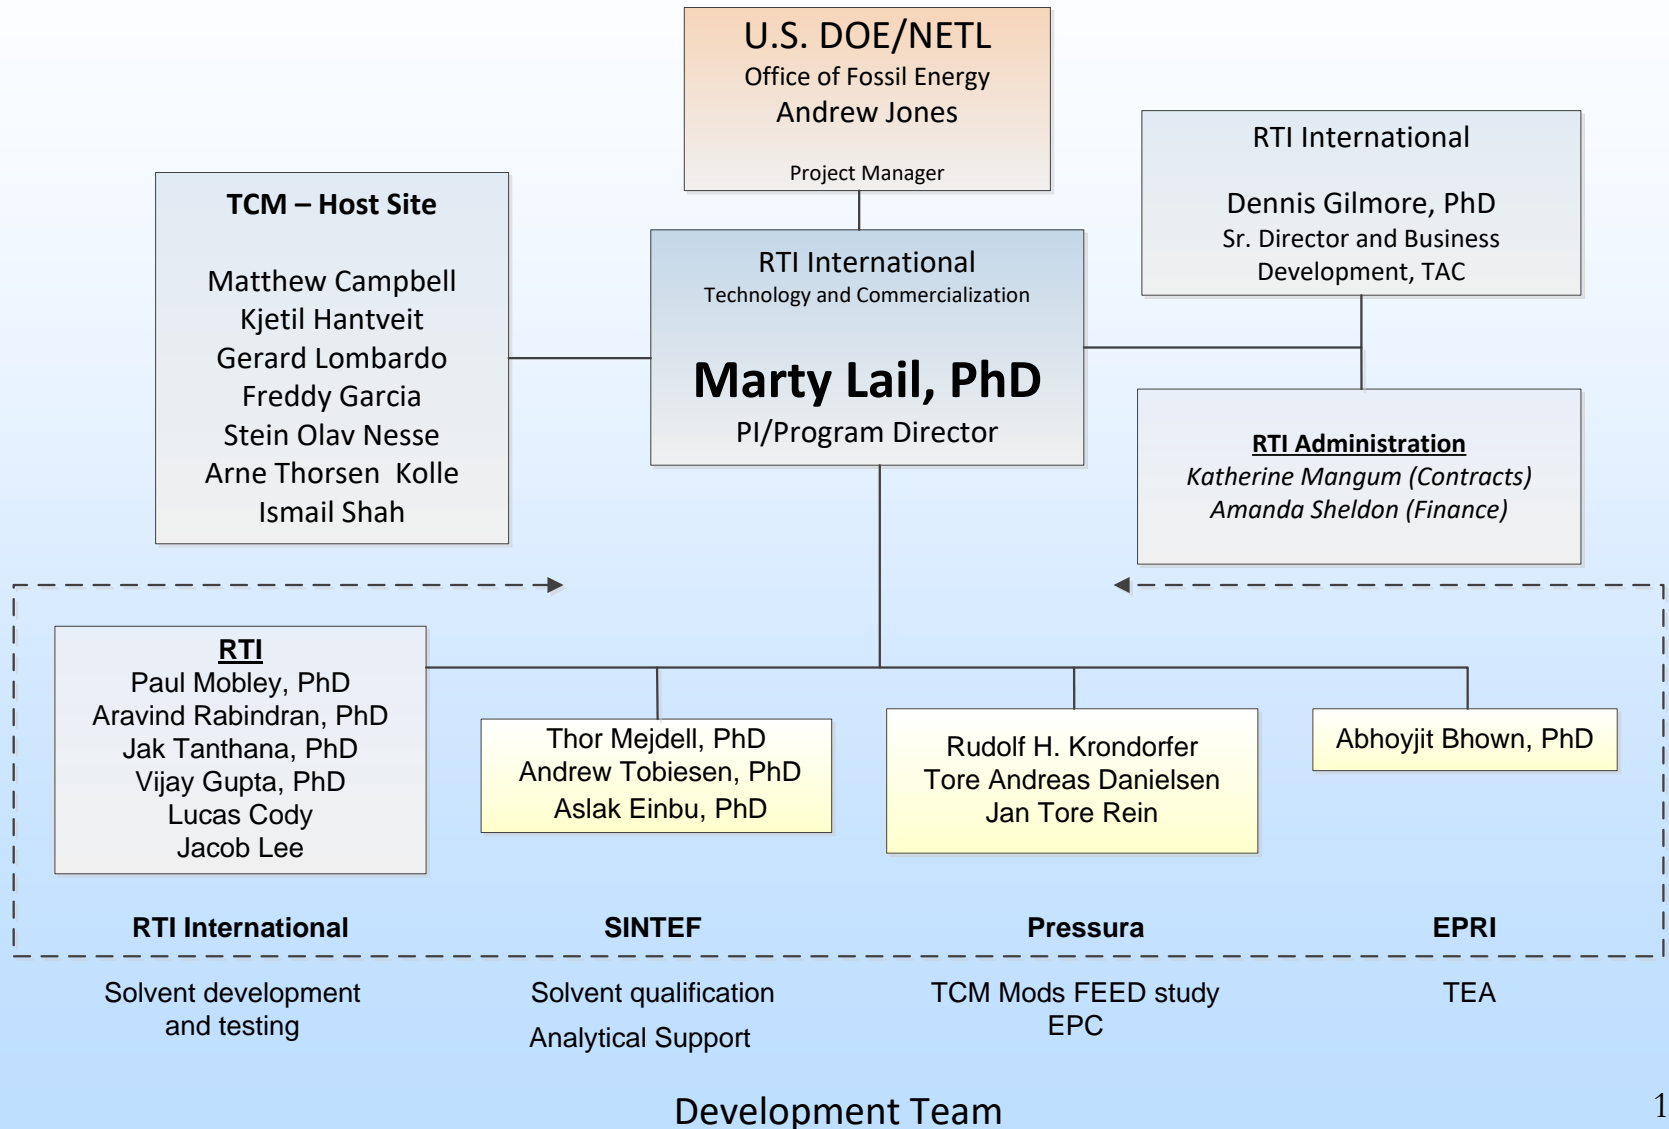 U.S. DOE/NETL
Office of Fossil Energy
Andrew Jones
Project Manager
RTI International
Dennis Gilmore, PhD
Sr. Director and Business
Development, TAC
TCM – Host Site
Matthew Campbell
Kjetil Hantveit
Gerard Lombardo
Freddy Garcia
Stein Olav Nesse
Arne Thorsen  Kolle
Ismail Shah
RTI International
Technology and Commercialization
Marty Lail, PhD
PI/Program Director
RTI Administration
Katherine Mangum (Contracts)
Amanda Sheldon (Finance)
RTI
Paul Mobley, PhD
Aravind Rabindran, PhD
Jak Tanthana, PhD
Vijay Gupta, PhD
Lucas Cody
Jacob Lee
Thor Mejdell, PhD
Andrew Tobiesen, PhD
Aslak Einbu, PhD
Rudolf H. Krondorfer
Tore Andreas Danielsen
Jan Tore Rein
Abhoyjit Bhown, PhD
RTI International
SINTEF
Pressura
EPRI
Solvent development
and testing
Solvent qualification
Analytical Support
TCM Mods FEED study
EPC
TEA
Development Team
1